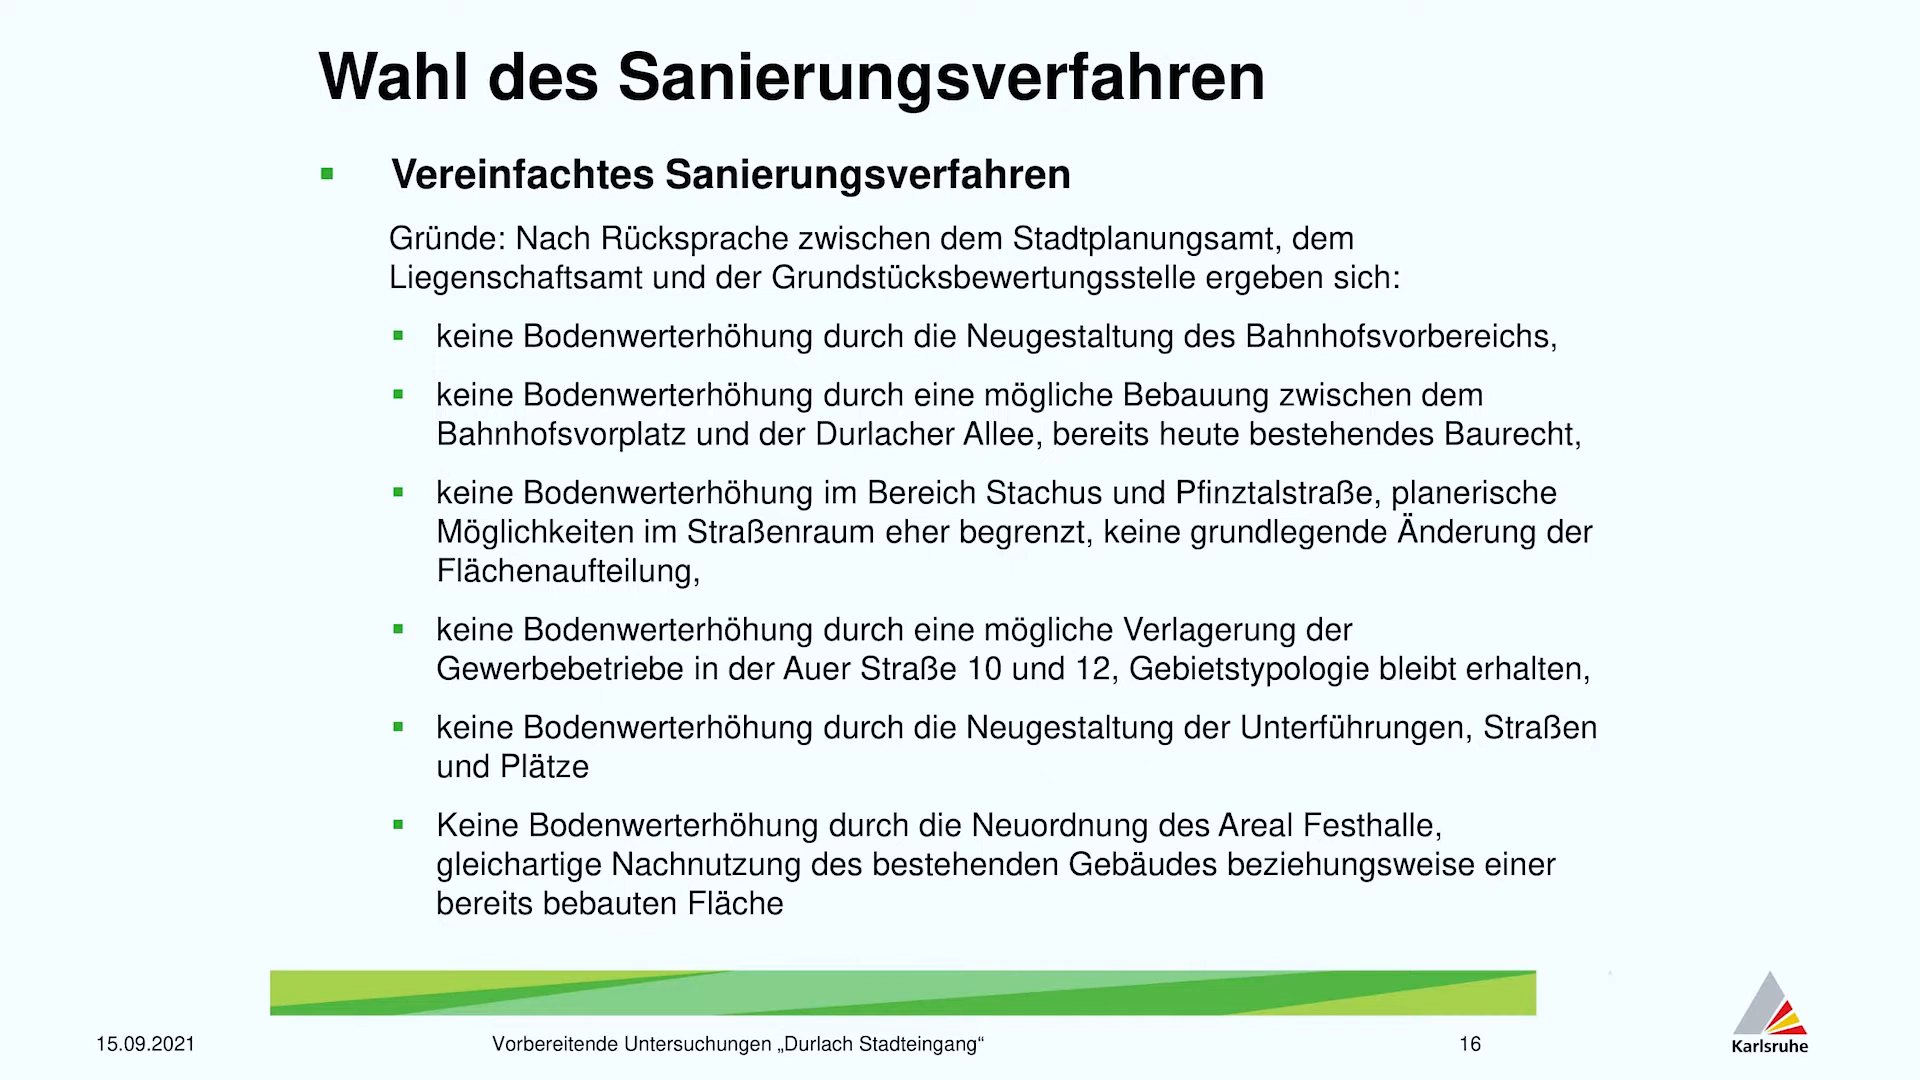 Wahl des Sanierungsverfahren
Vereinfachtes Sanierungsverfahren
Gründe: Nach Rücksprache zwischen dem Stadtplanungsamt, dem
Liegenschaftsamt und der Grundstücksbewertungsstelle ergeben sich:
keine Bodenwerterhöhung durch die Neugestaltung des Bahnhofsvorbereichs,
keine Bodenwerterhöhung durch eine mögliche Bebauung zwischen dem
Bahnhofsvorplatz und der Durlacher Allee, bereits heute bestehendes Baurecht,
keine Bodenwerterhöhung im Bereich Stachus und Pfinztalstraße, planerische
Möglichkeiten im Straßenraum eher begrenzt, keine grundlegende Änderung der
Flächenaufteilung,
keine Bodenwerterhöhung durch eine mögliche Verlagerung der
Gewerbebetriebe in der Auer Straße 10 und 12, Gebietstypologie bleibt erhalten,
keine Bodenwerterhöhung durch die Neugestaltung der Unterführungen, Straßen
und Plätze
Keine Bodenwerterhöhung durch die Neuordnung des Areal Festhalle,
gleichartige Nachnutzung des bestehenden Gebäudes beziehungsweise einer
bereits bebauten Fläche
15.09.2021
Vorbereitende Untersuchungen „Durlach Stadteingang“
16
Karlsruhe